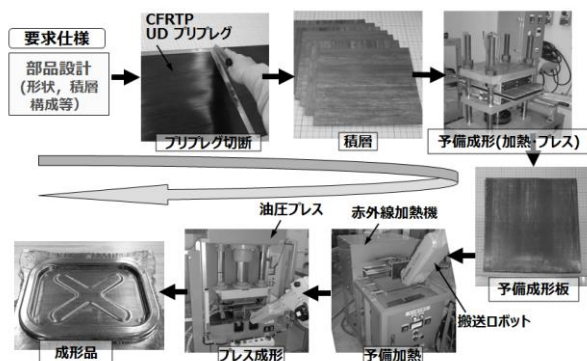 要求仕様
部品設計
(形状，積層
構成等)
CFRTP
UD プリプレグ
プリプレグ切断
積層
予備成形(加熱・プレス)
予備成形板
赤外線加熱機
搬送ロボット
予備加熱
油圧プレス
プレス成形
成形品